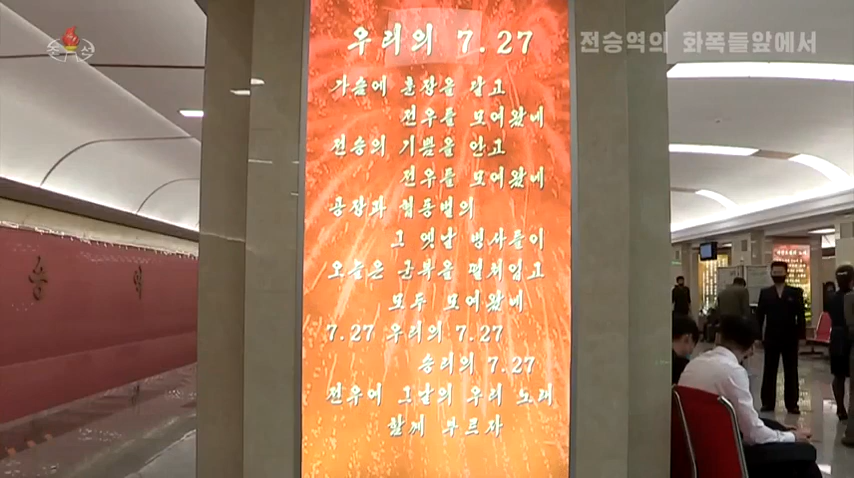 전승역의 화폭들앞에서
우리의 7.27
가슴에 훈장을 달고
전우들 모여왔네
전승의 기쁨을 안고
전우들 모여왔네
공장과 협동벌의
그 옛날 병사들이
오늘은 군복을 떨쳐입고
모두 모여왔네
7.27 우리의 7.27
승리의 7.27
전우여 그날의 우리 노래
함께 부르자
승 역